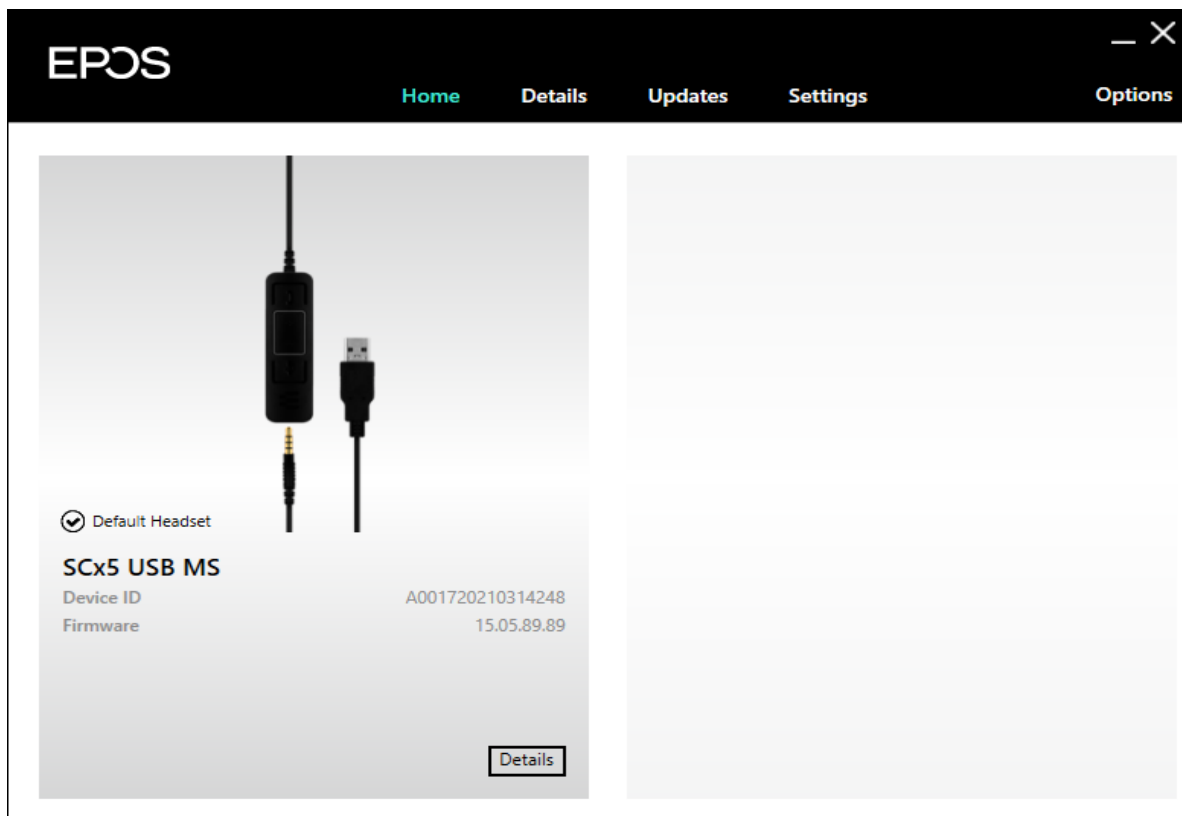 EPOS
Home Details Updates Settings Options
Default Headset
SCx5 USB MS
Device ID A001720210314248
Firmware 15.05.89.89
Details